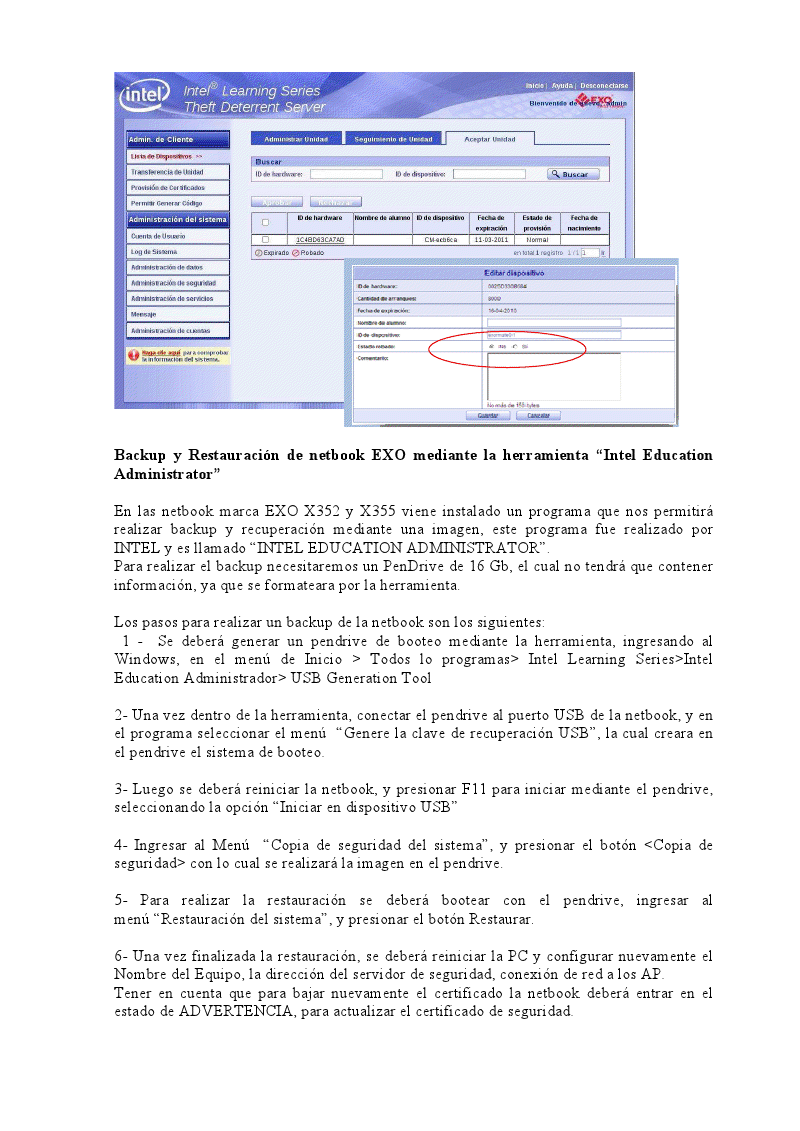 intel
Intel® Learning Series
Theft Deterrent Server
Inicio | Ayuda | Desconectarse
Bienvenido de admin
EXO
Admin. de Cliente
Lista de Dispositivos >>
Transferencia de Unidad
Provisión de Certificados
Permitir Generar Código
Administración del sistema
Cuenta de Usuario
Log de Sistema
Administración de datos
Administración de seguridad
Administración de servicios
Mensaje
Administración de cuentas
Haga clic aquí para comprobar
la información del sistema.
Administrar Unidad Seguimiento de Unidad Aceptar Unidad
Buscar
ID de hardware: ID de dispositivo: Buscar
Aprobar Rechazar
ID de hardware Nombre de alumno ID de dispositivo Fecha de expiración Estado de provisión Fecha de nacimiento
1C4BD63CA7AD CM-ecb6ca 11-03-2011 Normal
Expirado Robado en total 1 registro 1 / 1 1 Ir
Editar dispositivo
ID de hardware:
Cantidad de arranques:
Fecha de expiración:
Nombre de alumno:
ID de dispositivo:
Estado robado: No Sí
Comentario:
No más de 150 bytes
Guardar Cancelar
Backup y Restauración de netbook EXO mediante la herramienta “Intel Education
Administrator”
En las netbook marca EXO X352 y X355 viene instalado un programa que nos permitirá
realizar backup y recuperación mediante una imagen, este programa fue realizado por
INTEL y es llamado “INTEL EDUCATION ADMINISTRATOR”.
Para realizar el backup necesitaremos un PenDrive de 16 Gb, el cual no tendrá que contener
información, ya que se formateara por la herramienta.
Los pasos para realizar un backup de la netbook son los siguientes:
1 - Se deberá generar un pendrive de booteo mediante la herramienta, ingresando al
Windows, en el menú de Inicio > Todos lo programas> Intel Learning Series>Intel
Education Administrador> USB Generation Tool
2- Una vez dentro de la herramienta, conectar el pendrive al puerto USB de la netbook, y en
el programa seleccionar el menú “Genere la clave de recuperación USB”, la cual creara en
el pendrive el sistema de booteo.
3- Luego se deberá reiniciar la netbook, y presionar F11 para iniciar mediante el pendrive,
seleccionando la opción “Iniciar en dispositivo USB”
4- Ingresar al Menú “Copia de seguridad del sistema”, y presionar el botón <Copia de
seguridad> con lo cual se realizará la imagen en el pendrive.
5- Para realizar la restauración se deberá bootear con el pendrive, ingresar al
menú “Restauración del sistema”, y presionar el botón Restaurar.
6- Una vez finalizada la restauración, se deberá reiniciar la PC y configurar nuevamente el
Nombre del Equipo, la dirección del servidor de seguridad, conexión de red a los AP.
Tener en cuenta que para bajar nuevamente el certificado la netbook deberá entrar en el
estado de ADVERTENCIA, para actualizar el certificado de seguridad.